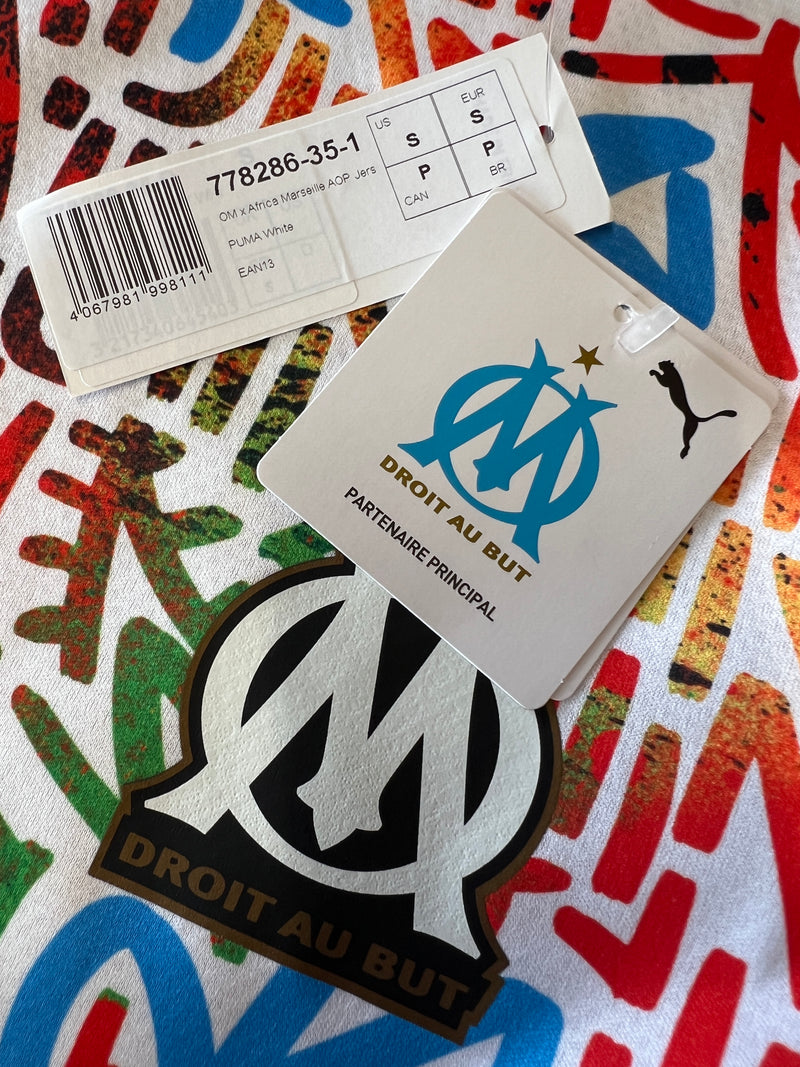 778286-35-1
OM x Africa Marseille AOP Jers
PUMA White
EAN13
4 067981 998111
US S
EUR S
P CAN
P BR
DROIT AU BUT
PARTENAIRE PRINCIPAL
DROIT AU BUT